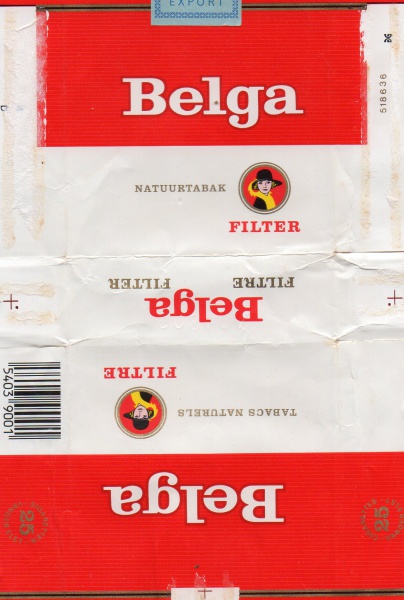 EXPORT
518636
Belga
NATUURTABAK
FILTER
FILTER
FILTRE
Belga
FILTRE
TABACS NATURELS
Belga
25
25
5403 9001